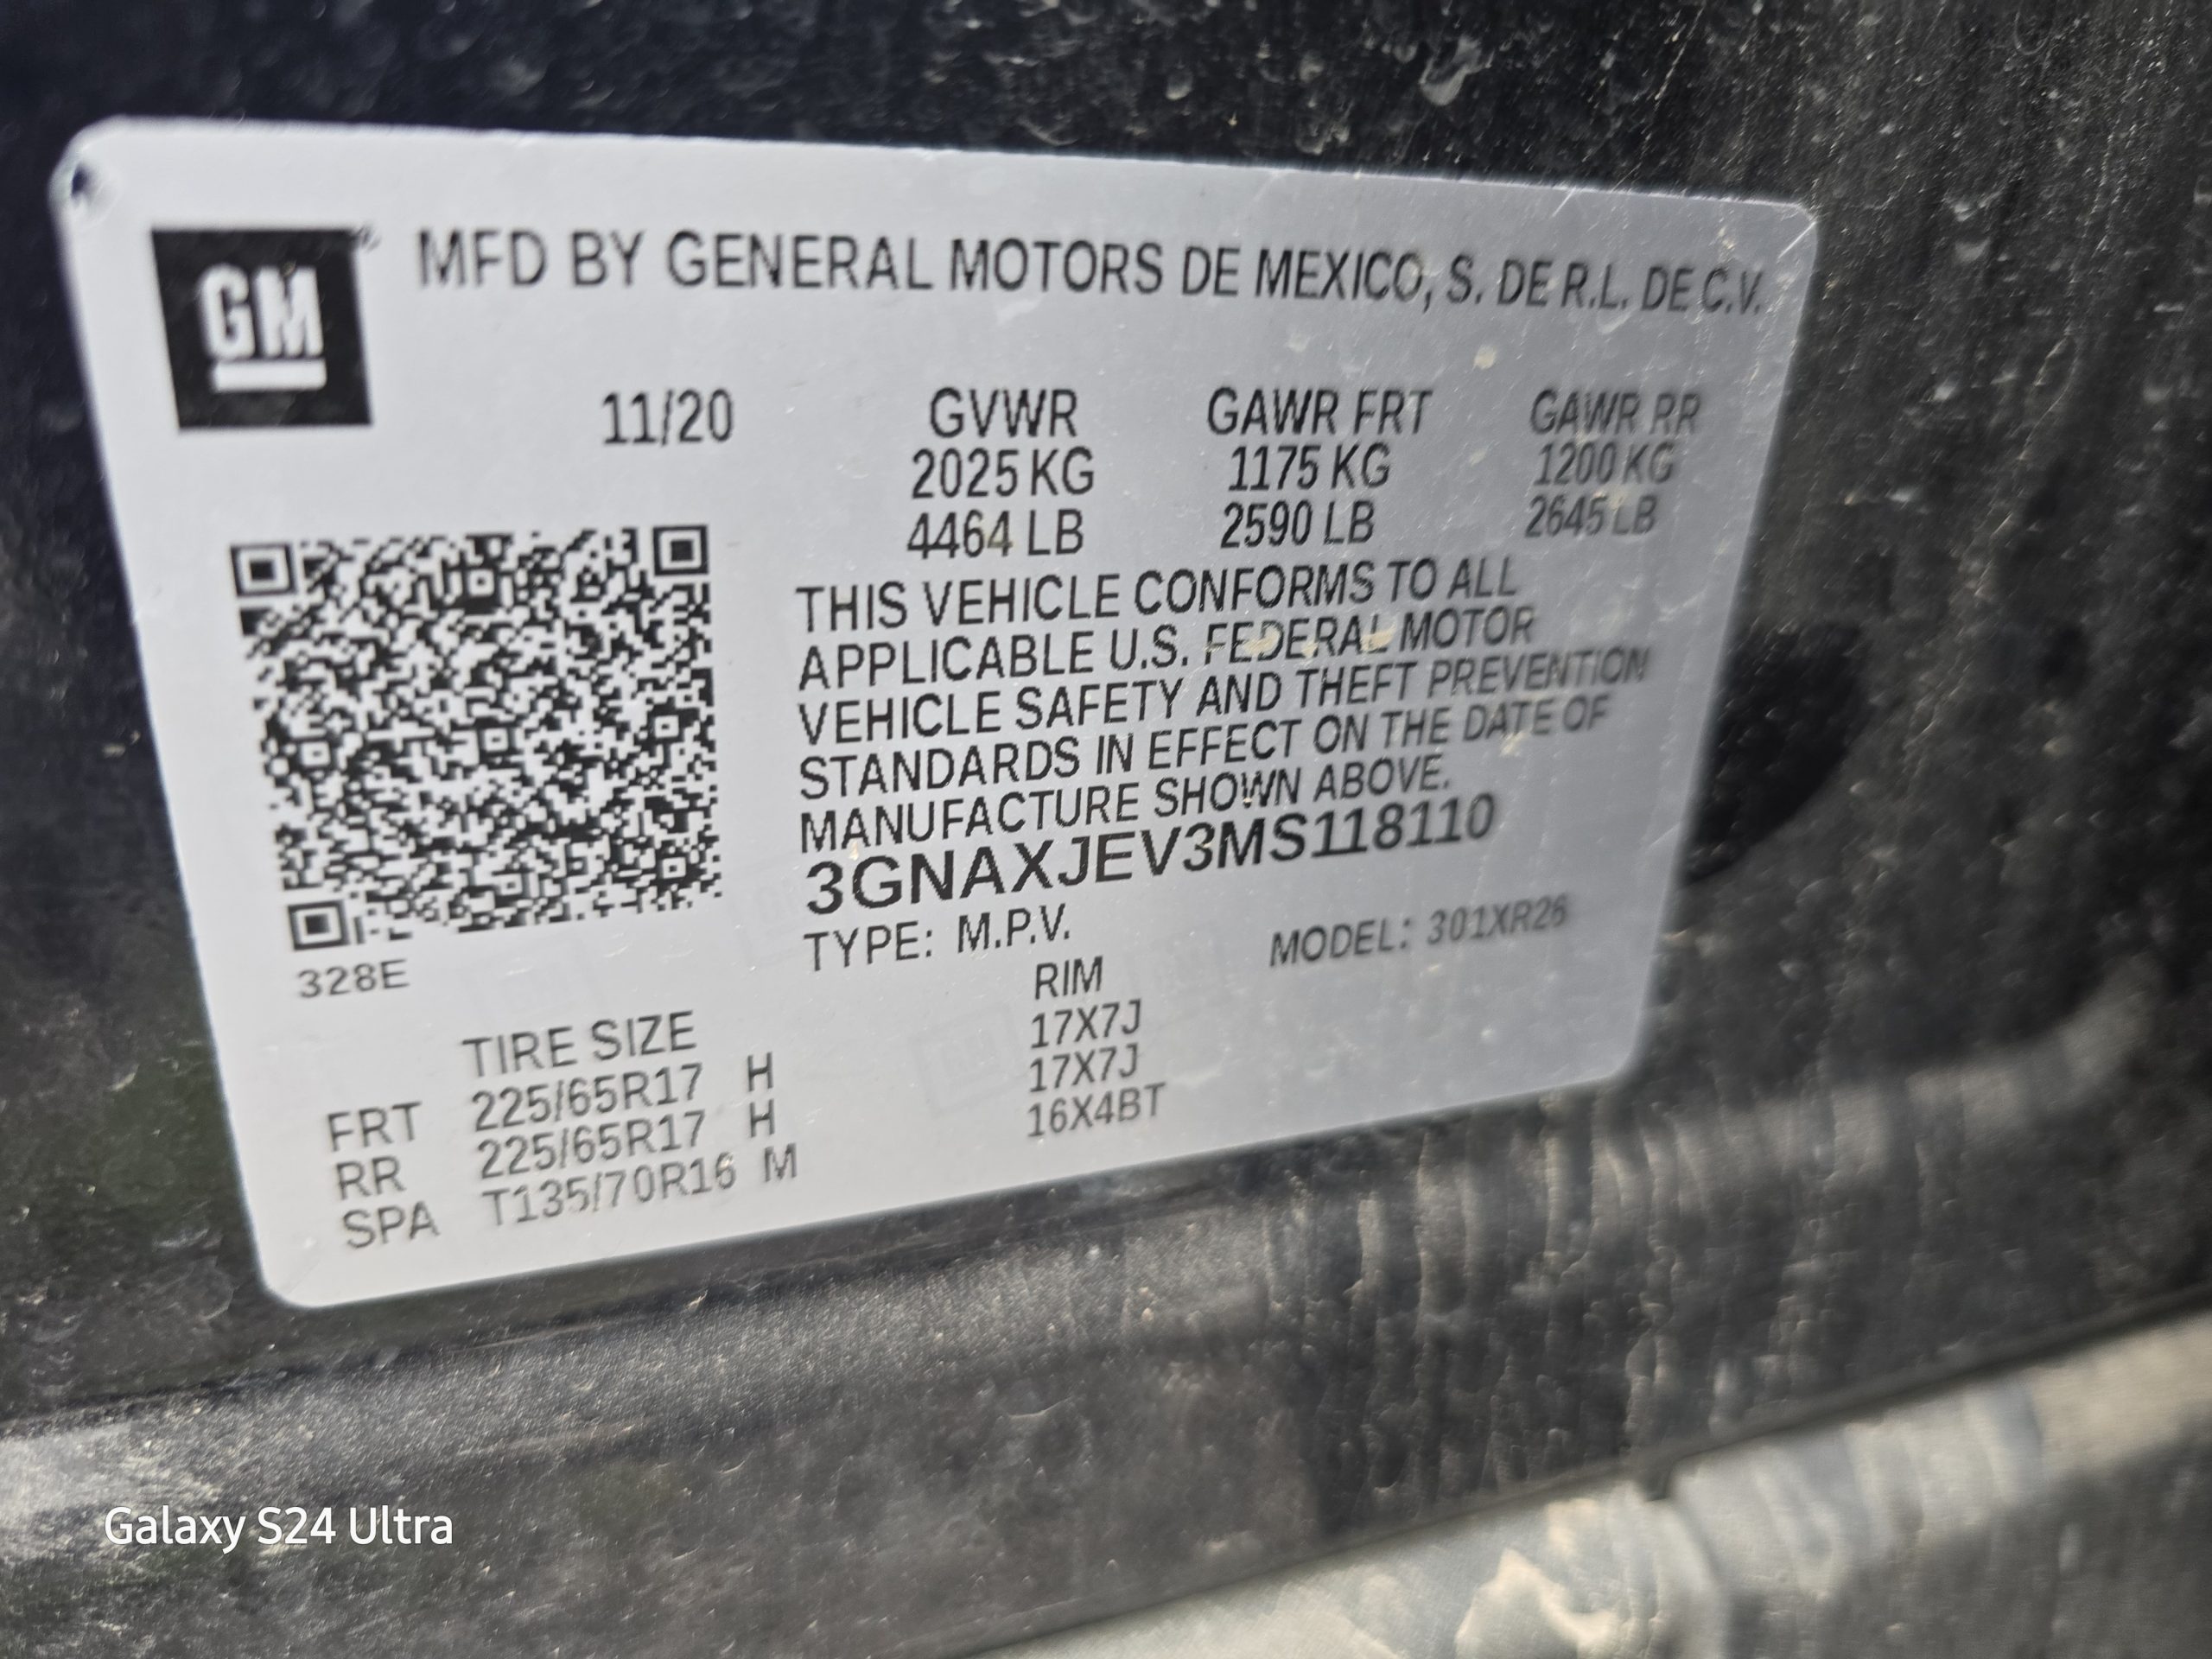 GM
MFD BY GENERAL MOTORS DE MEXICO, S. DE R.L. DE C.V.
11/20 GVWR GAWR FRT GAWR RR
2025 KG 1175 KG 1200 KG
4464 LB 2590 LB 2645 LB
THIS VEHICLE CONFORMS TO ALL
APPLICABLE U.S. FEDERAL MOTOR
VEHICLE SAFETY AND THEFT PREVENTION
STANDARDS IN EFFECT ON THE DATE OF
MANUFACTURE SHOWN ABOVE.
3GNAXJEV3MS118110
TYPE: M.P.V. MODEL: 301XR26
328E
TIRE SIZE RIM
FRT 225/65R17 H 17X7J
RR 225/65R17 H 17X7J
SPA T135/70R16 M 16X4BT
Galaxy S24 Ultra